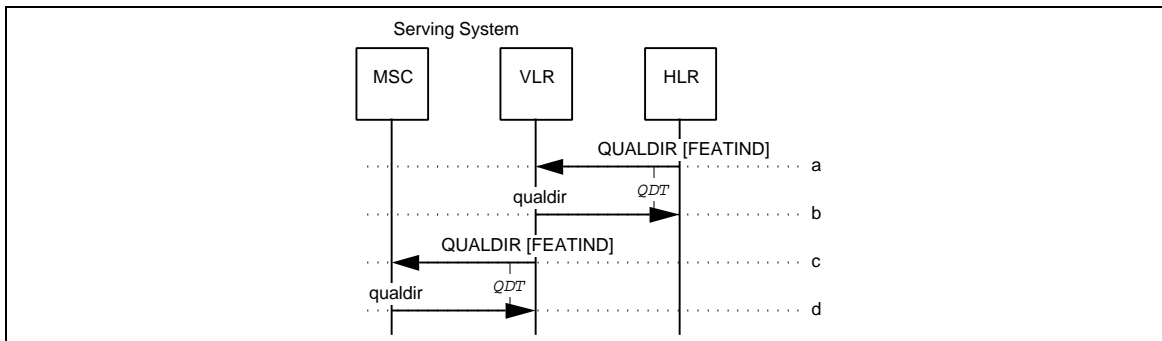 Serving System
MSC VLR HLR
QUALDIR [FEATIND]
a
QDT
qualdir
b
QUALDIR [FEATIND]
c
QDT
qualdir
d